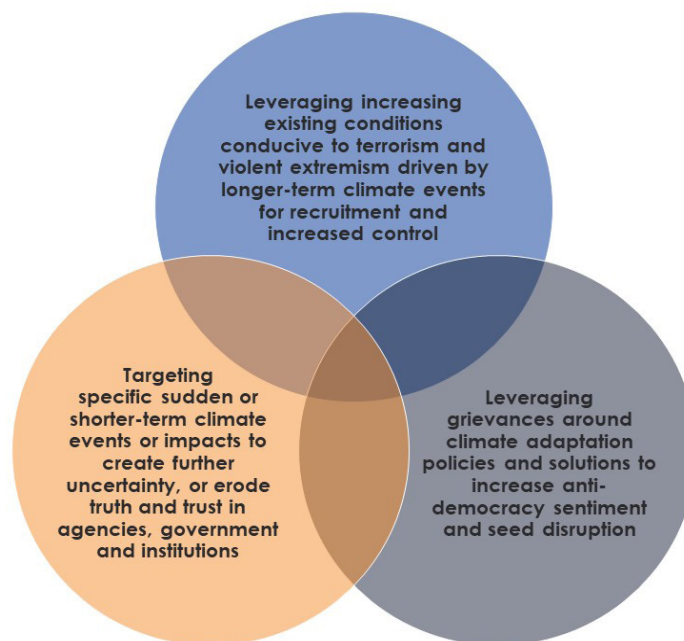 Leveraging increasing
existing conditions
conducive to terrorism and
violent extremism driven by
longer-term climate events
for recruitment and
increased control
Targeting
specific sudden or
shorter-term climate
events or impacts to
create further
uncertainty, or erode
truth and trust in
agencies, government
and institutions
Leveraging
grievances around
climate adaptation
policies and solutions to
increase anti-
democracy sentiment
and seed disruption